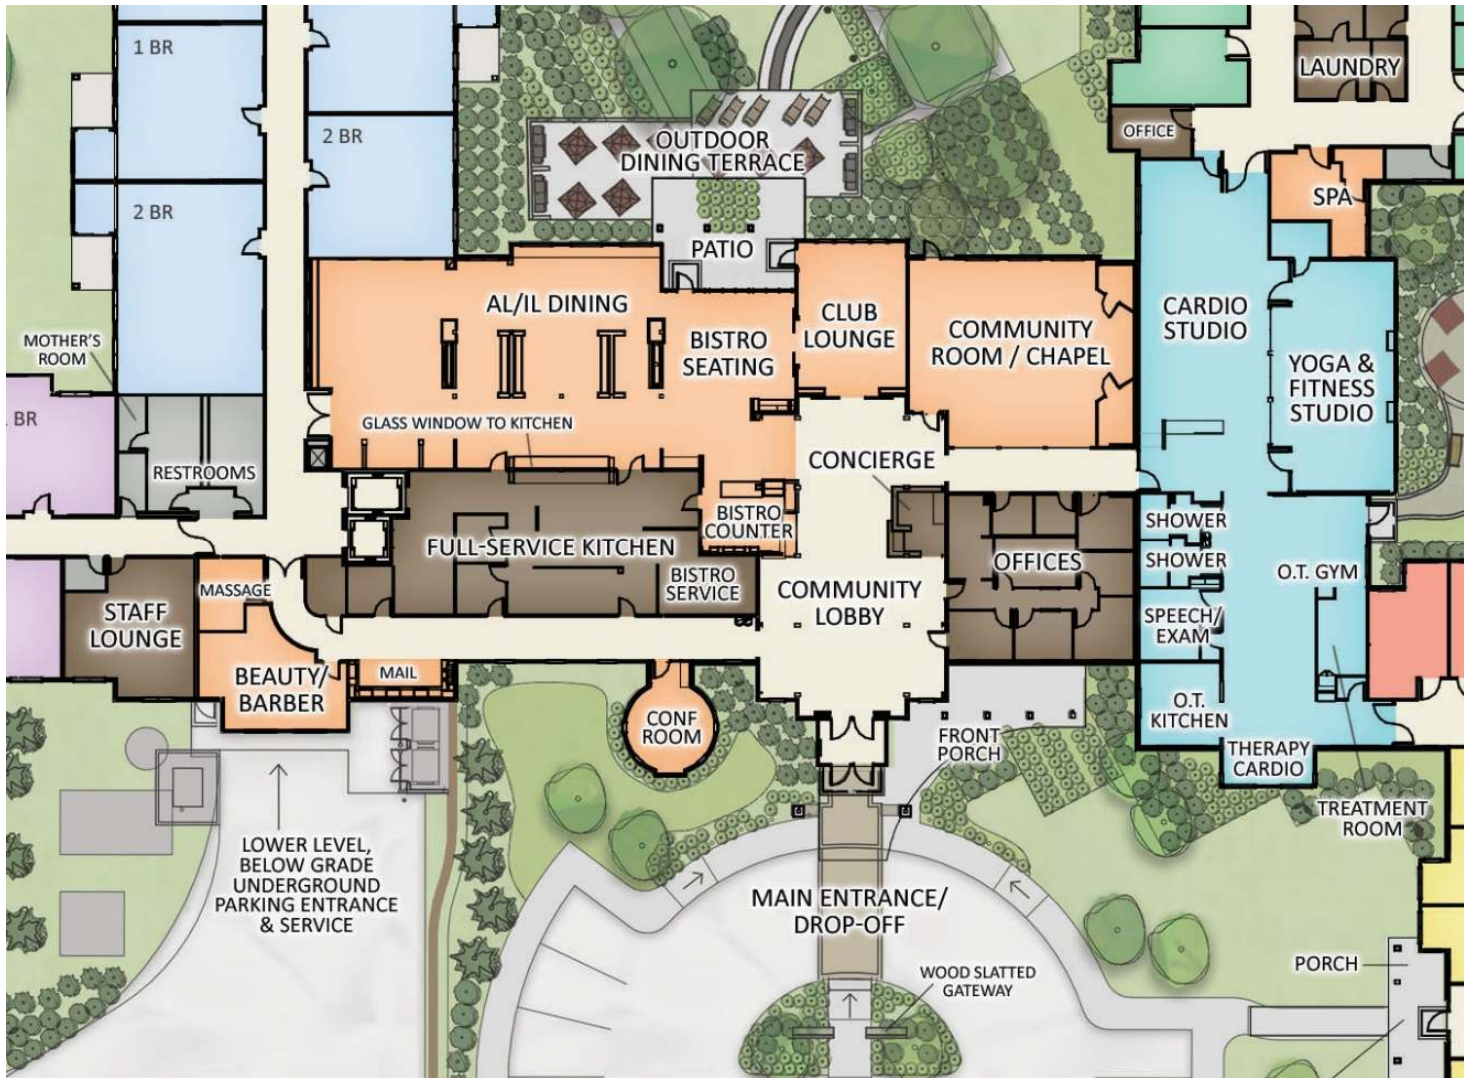 1 BR
2 BR
2 BR
BR
MOTHER'S
ROOM
RESTROOMS
OUTDOOR
DINING TERRACE
PATIO
AL/IL DINING
BISTRO
SEATING
CLUB
LOUNGE
COMMUNITY
ROOM / CHAPEL
GLASS WINDOW TO KITCHEN
CONCIERGE
BISTRO
COUNTER
FULL-SERVICE KITCHEN
BISTRO
SERVICE
COMMUNITY
LOBBY
OFFICES
LAUNDRY
OFFICE
SPA
CARDIO
STUDIO
YOGA &
FITNESS
STUDIO
SHOWER
SHOWER
O.T. GYM
SPEECH/
EXAM
O.T.
KITCHEN
THERAPY
CARDIO
TREATMENT
ROOM
STAFF
LOUNGE
MASSAGE
BEAUTY/
BARBER
MAIL
CONF
ROOM
FRONT
PORCH
LOWER LEVEL,
BELOW GRADE
UNDERGROUND
PARKING ENTRANCE
& SERVICE
MAIN ENTRANCE/
DROP-OFF
WOOD SLATTED
GATEWAY
PORCH